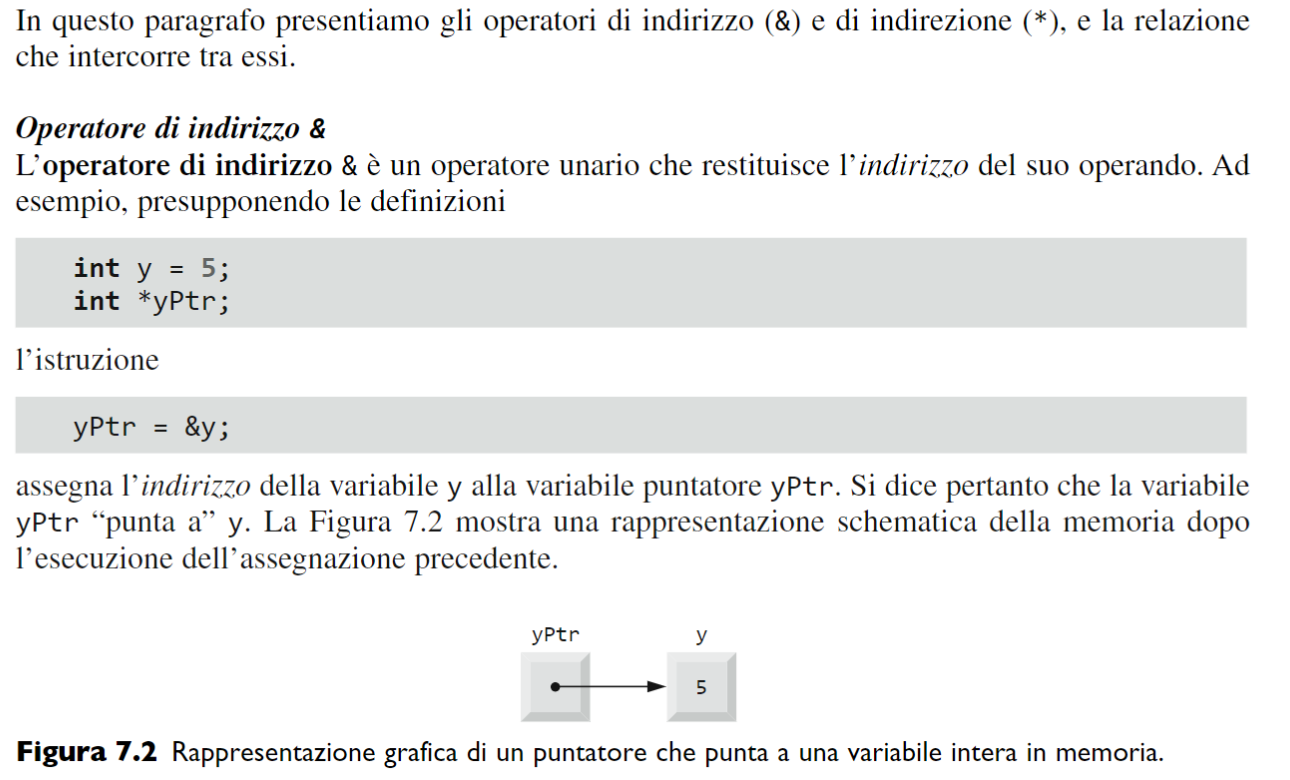 In questo paragrafo presentiamo gli operatori di indirizzo (&) e di indirezione (*), e la relazione
che intercorre tra essi.
Operatore di indirizzo &
L’operatore di indirizzo & è un operatore unario che restituisce l’indirizzo del suo operando. Ad
esempio, presupponendo le definizioni
int y = 5;
int *yPtr;
l’istruzione
yPtr = &y;
assegna l’indirizzo della variabile y alla variabile puntatore yPtr. Si dice pertanto che la variabile
yPtr “punta a” y. La Figura 7.2 mostra una rappresentazione schematica della memoria dopo
l’esecuzione dell’assegnazione precedente.
yPtr y
5
Figura 7.2 Rappresentazione grafica di un puntatore che punta a una variabile intera in memoria.